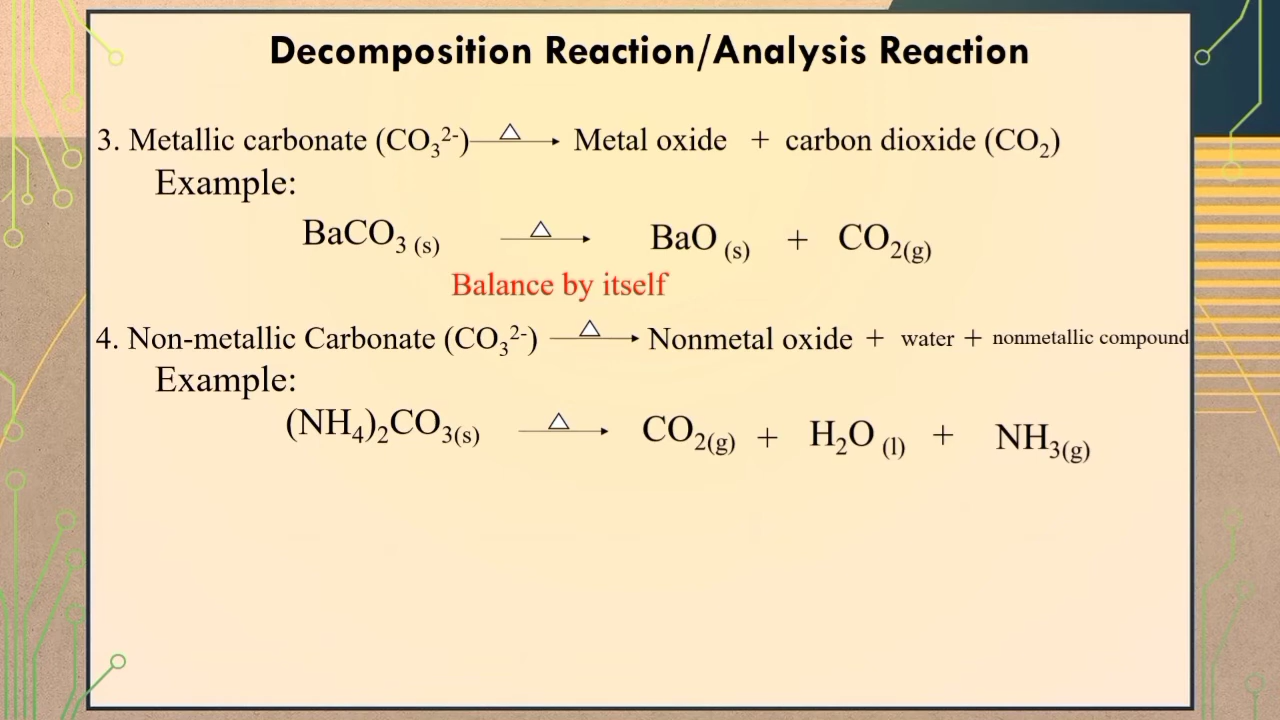 Decomposition Reaction/Analysis Reaction
3. Metallic carbonate (CO₃²⁻) △→ Metal oxide + carbon dioxide (CO₂)
Example:
BaCO₃ (s) △→ BaO (s) + CO₂(g)
Balance by itself
4. Non-metallic Carbonate (CO₃²⁻) △→ Nonmetal oxide + water + nonmetallic compound
Example:
(NH₄)₂CO₃(s) △→ CO₂(g) + H₂O (l) + NH₃(g)